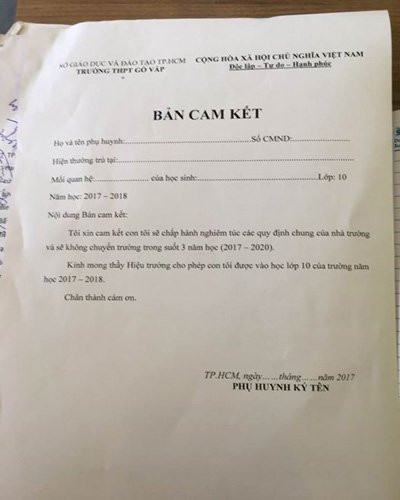 SỞ GIÁO DỤC VÀ ĐÀO TẠO TP.HCM CỘNG HÒA XÃ HỘI CHỦ NGHĨA VIỆT NAM
TRƯỜNG THPT GÒ VẤP Độc lập – Tự do – Hạnh phúc
BẢN CAM KẾT
Họ và tên phụ huynh:..........................................Số CMND:........................
Hiện thường trú tại:................................................................................
Mối quan hệ:........................ của học sinh:.......................................Lớp: 10
Năm học: 2017 – 2018
Nội dung Bản cam kết:
Tôi xin cam kết con tôi sẽ chấp hành nghiêm túc các quy định chung của nhà trường
và sẽ không chuyển trường trong suốt 3 năm học (2017 – 2020).
Kính mong thầy Hiệu trưởng cho phép con tôi được vào học lớp 10 của trường năm
học 2017 – 2018.
Chân thành cám ơn.
TP.HCM, ngày……tháng……năm 2017
PHỤ HUYNH KÝ TÊN